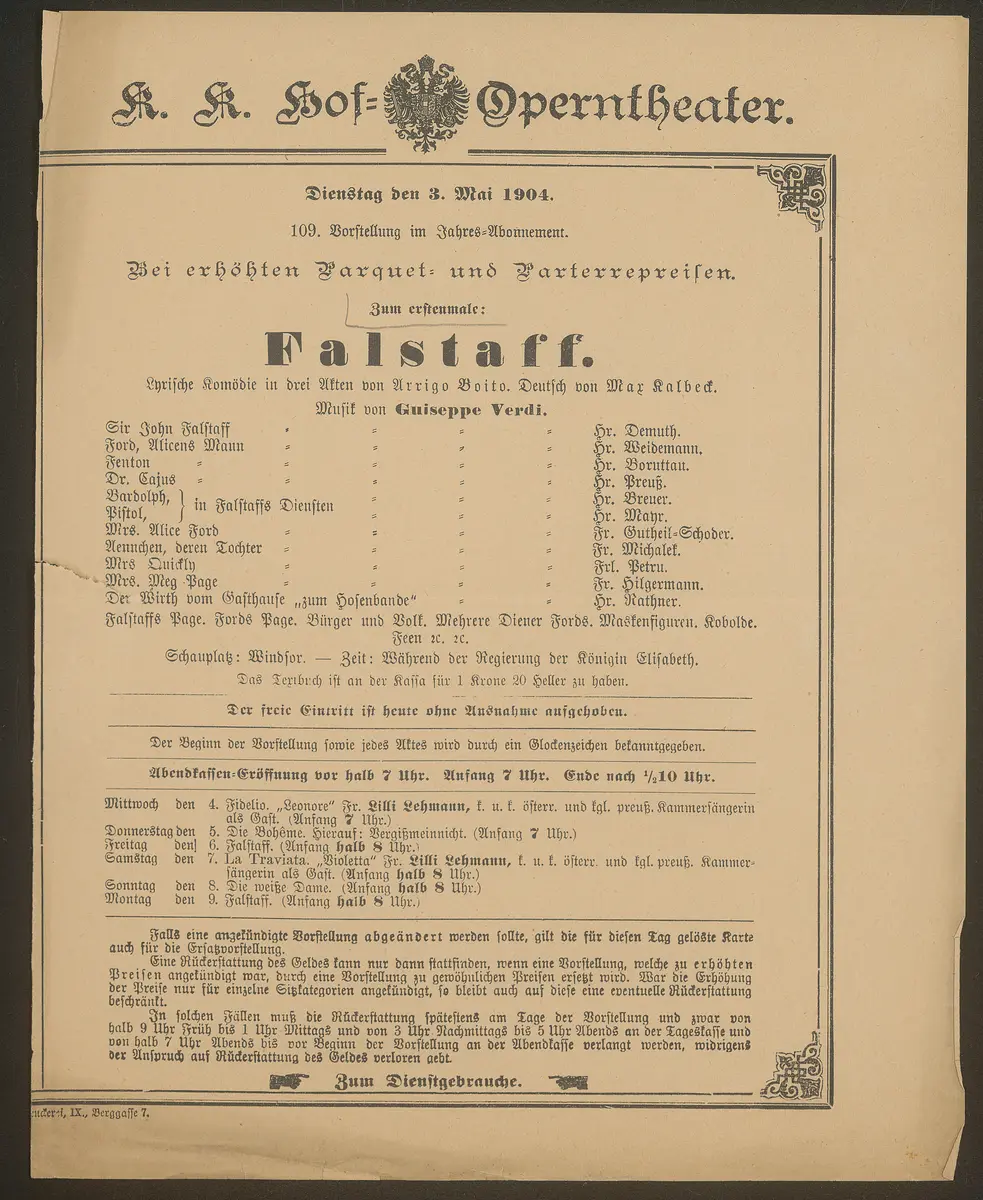 K. K. Hof=Operntheater.
Dienstag den 3. Mai 1904.
109. Vorstellung im Jahres=Abonnement.
Bei erhöhten Parquet= und Parterrepreisen.
Zum erstenmale:
Falstaff.
Lyrische Komödie in drei Akten von Arrigo Boito. Deutsch von Max Kalbeck.
Musik von Guiseppe Verdi.
Sir John Falstaff Hr. Demuth.
Ford, Alicens Mann Hr. Weidemann.
Fenton Hr. Boruttau.
Dr. Cajus Hr. Preuß.
Bardolph, } in Falstaffs Diensten Hr. Breuer.
Pistol, Hr. Mayr.
Mrs. Alice Ford Fr. Gutheil=Schoder.
Aennchen, deren Tochter Fr. Michalek.
Mrs Quickly Frl. Petru.
Mrs. Meg Page Fr. Hilgermann.
Der Wirth vom Gasthause „zum Hosenbande“ Hr. Rathner.
Falstaffs Page. Fords Page. Bürger und Volk. Mehrere Diener Fords. Maskenfiguren. Kobolde.
Feen ꝛc. ꝛc.
Schauplatz: Windsor. — Zeit: Während der Regierung der Königin Elisabeth.
Das Textbuch ist an der Kassa für 1 Krone 20 Heller zu haben.
Der freie Eintritt ist heute ohne Ausnahme aufgehoben.
Der Beginn der Vorstellung sowie jedes Aktes wird durch ein Glockenzeichen bekanntgegeben.
Abendkassen=Eröffnung vor halb 7 Uhr. Anfang 7 Uhr. Ende nach ½10 Uhr.
Mittwoch den 4. Fidelio. „Leonore“ Fr. Lilli Lehmann, k. u. k. österr. und kgl. preuß. Kammersängerin
als Gast. (Anfang 7 Uhr.)
Donnerstag den 5. Die Bohême. Hierauf: Vergißmeinnicht. (Anfang 7 Uhr.)
Freitag den 6. Falstaff. (Anfang halb 8 Uhr.)
Samstag den 7. La Traviata. „Violetta“ Fr. Lilli Lehmann, k. u. k. österr. und kgl. preuß. Kammer=
sängerin als Gast. (Anfang halb 8 Uhr.)
Sonntag den 8. Die weiße Dame. (Anfang halb 8 Uhr.)
Montag den 9. Falstaff. (Anfang halb 8 Uhr.)
Falls eine angekündigte Vorstellung abgeändert werden sollte, gilt die für diesen Tag gelöste Karte
auch für die Ersatzvorstellung.
Eine Rückerstattung des Geldes kann nur dann stattfinden, wenn eine Vorstellung, welche zu erhöhten
Preisen angekündigt war, durch eine Vorstellung zu gewöhnlichen Preisen ersetzt wird. War die Erhöhung
der Preise nur für einzelne Sitzkategorien angekündigt, so bleibt auch auf diese eine eventuelle Rückerstattung
beschränkt.
In solchen Fällen muß die Rückerstattung spätestens am Tage der Vorstellung und zwar von
halb 9 Uhr Früh bis 1 Uhr Mittags und von 3 Uhr Nachmittags bis 5 Uhr Abends an der Tageskasse und
von halb 7 Uhr Abends bis vor Beginn der Vorstellung an der Abendkasse verlangt werden, widrigens
der Anspruch auf Rückerstattung des Geldes verloren geht.
Zum Dienstgebrauche.
uckerei, IX., Berggasse 7.